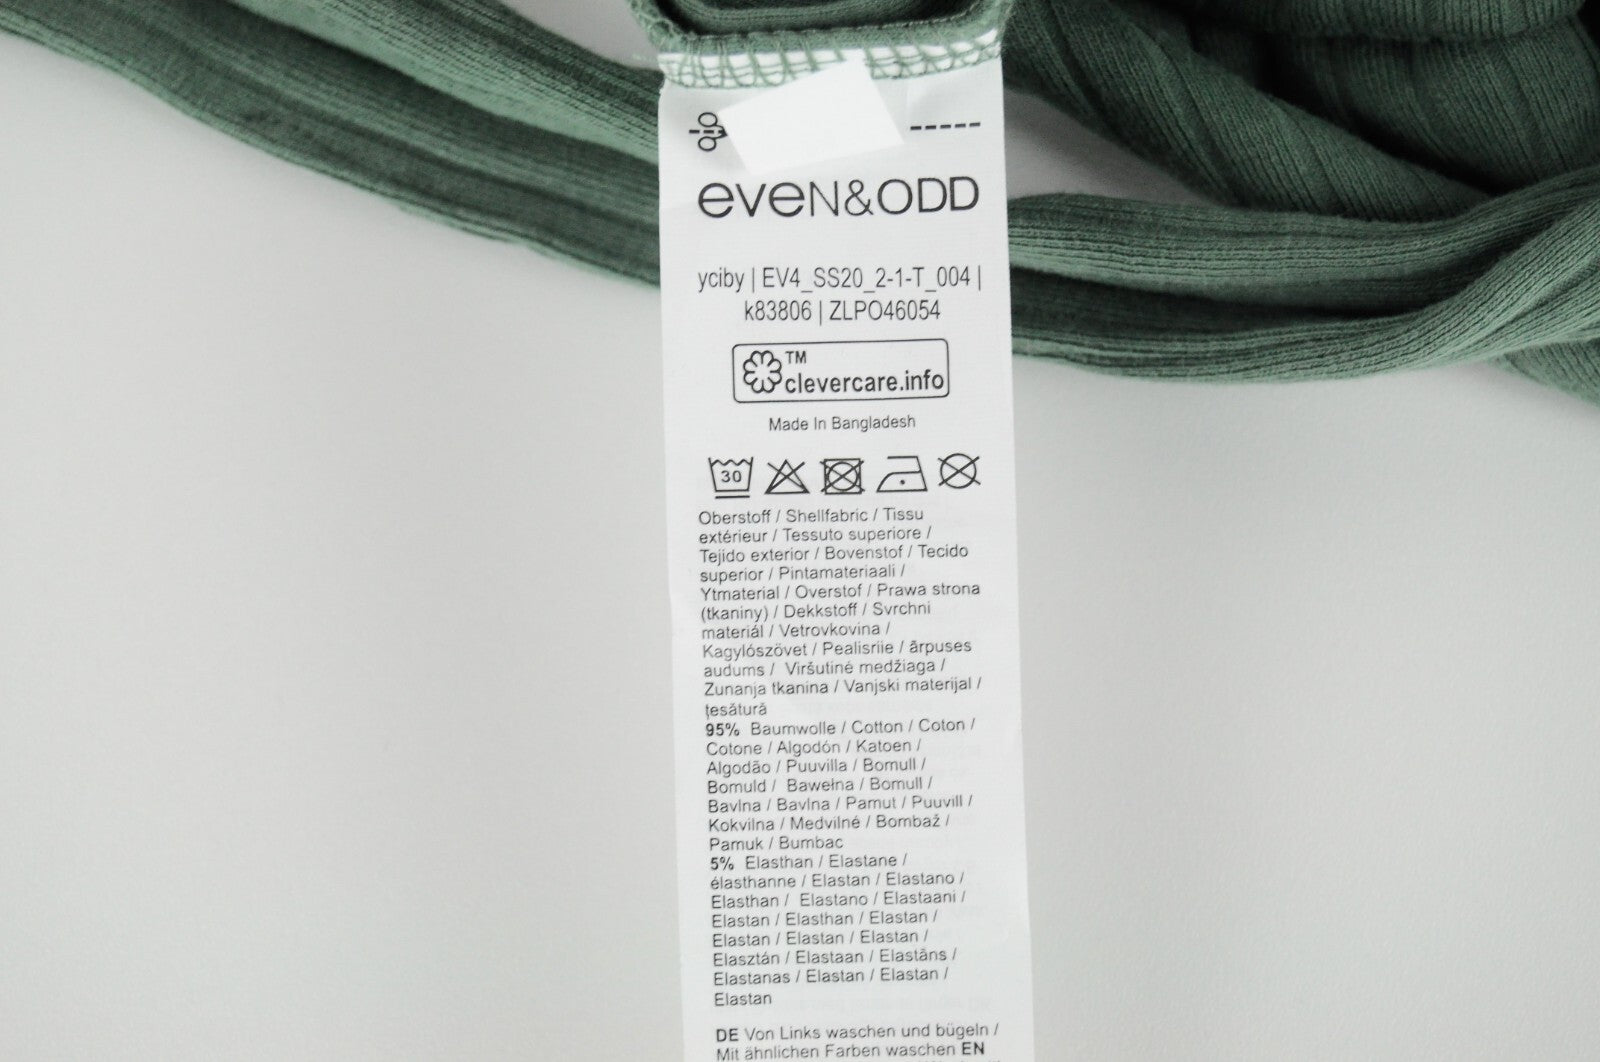 eveN&ODD
yciby | EV4_SS20_2-1-T_004 |
k83806 | ZLPO46054
TM
clevercare.info
Made In Bangladesh
30
Oberstoff / Shellfabric / Tissu
extérieur / Tessuto superiore /
Tejido exterior / Bovenstof / Tecido
superior / Pintamateriaali /
Ytmaterial / Overstof / Prawa strona
(tkaniny) / Dekkstoff / Svrchni
materiál / Vetrovkovina /
Kagylószövet / Pealisriie / ārpuses
audums / Viršutinė medžiaga /
Zunanja tkanina / Vanjski materijal /
țesătură
95% Baumwolle / Cotton / Coton /
Cotone / Algodón / Katoen /
Algodão / Puuvilla / Bomull /
Bomuld / Bawełna / Bomull /
Bavlna / Bavlna / Pamut / Puuvill /
Kokvilna / Medvilnė / Bombaž /
Pamuk / Bumbac
5% Elasthan / Elastane /
élasthanne / Elastan / Elastano /
Elasthan / Elastano / Elastaani /
Elastan / Elasthan / Elastan /
Elastan / Elastan / Elastan /
Elasztán / Elastaan / Elastāns /
Elastanas / Elastan / Elastan /
Elastan
DE Von Links waschen und bügeln /
Mit ähnlichen Farben waschen EN